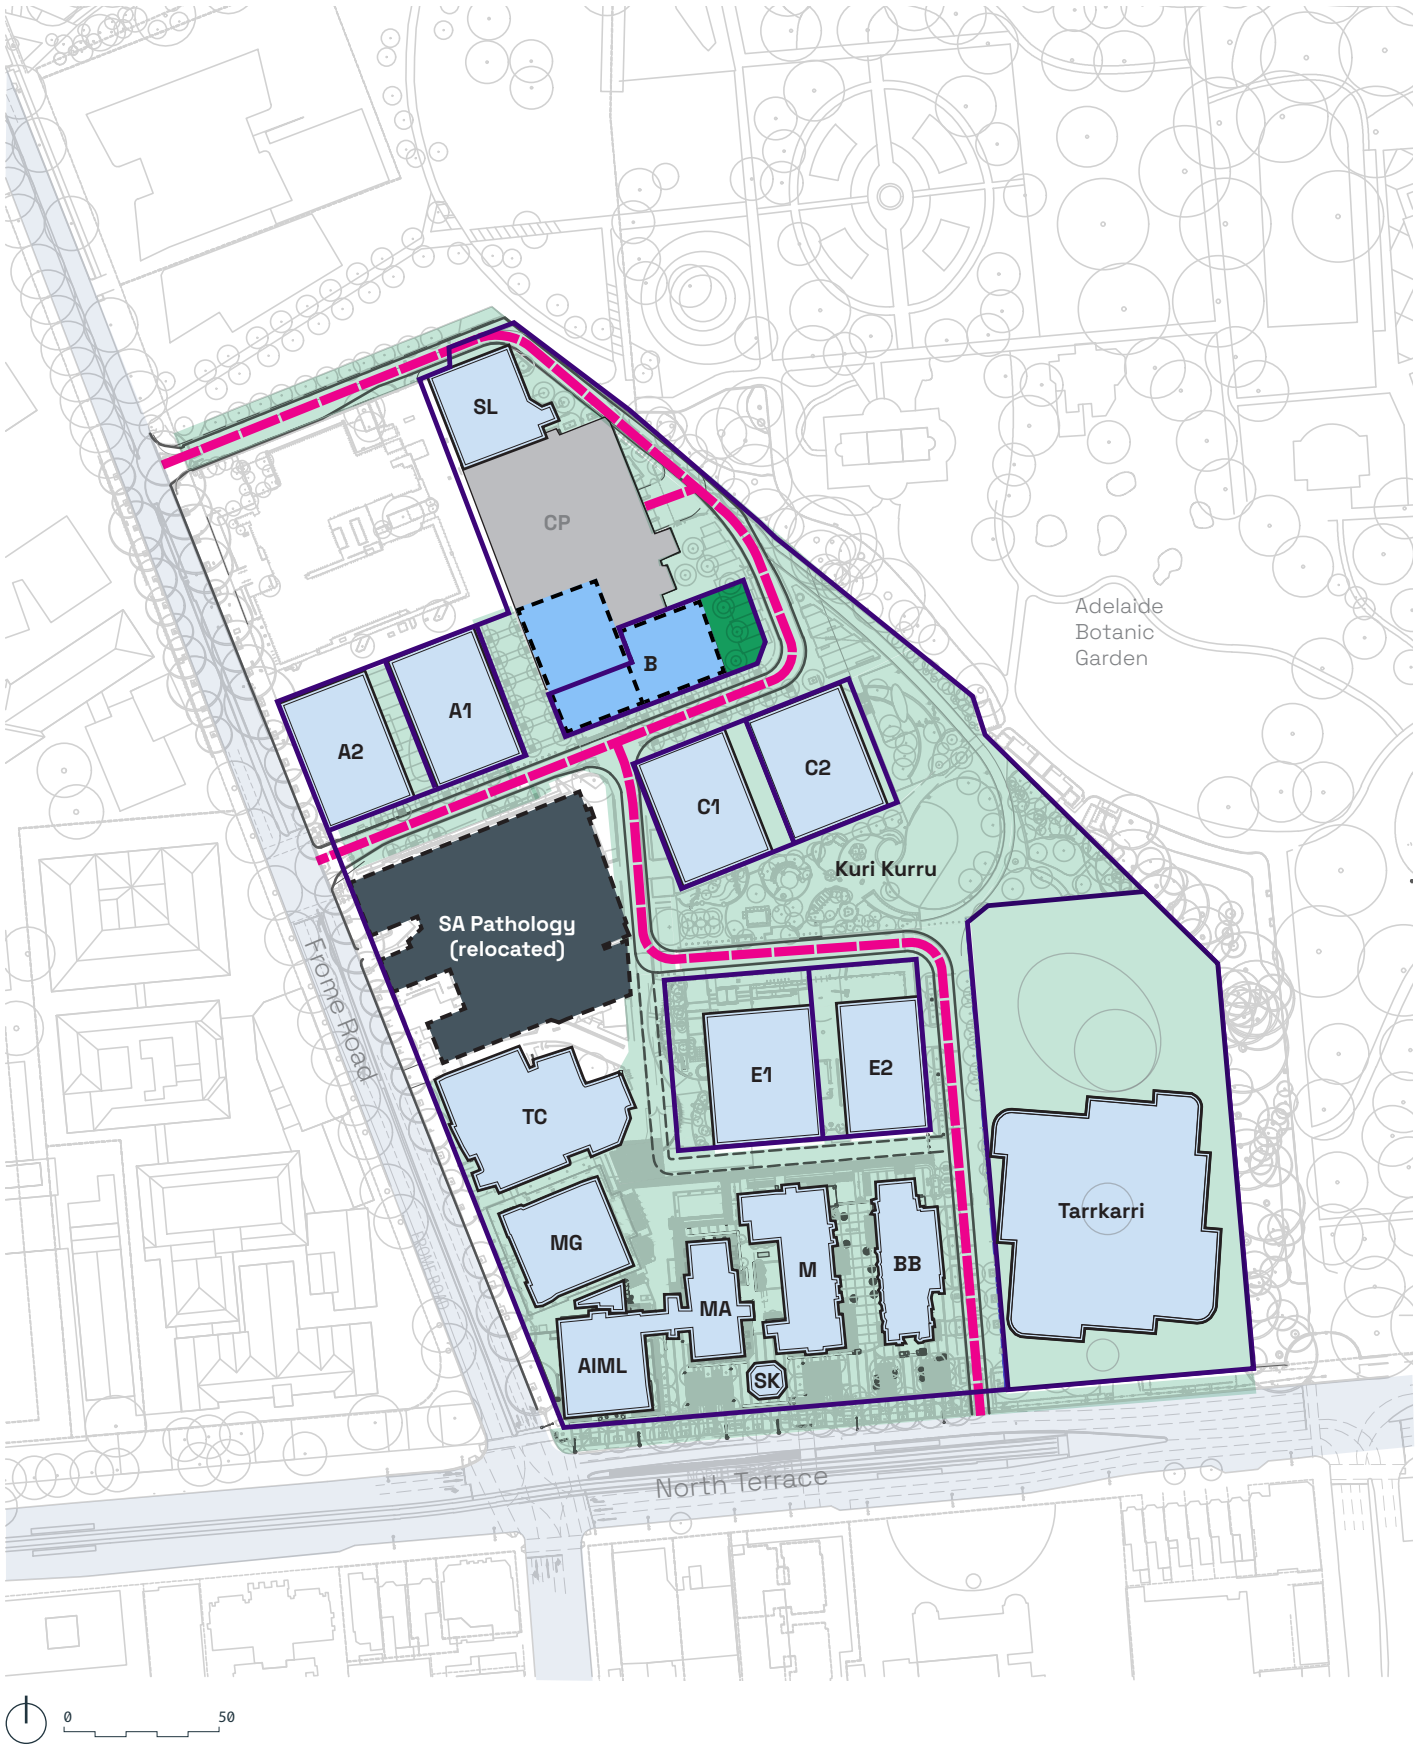 SL
CP
Adelaide
Botanic
Garden
B
A1
A2
C2
C1
Kuri Kurru
SA Pathology
(relocated)
Frome Road
E1
E2
TC
Tarrkarri
MG
M
BB
MA
AIML
SK
North Terrace
0 50